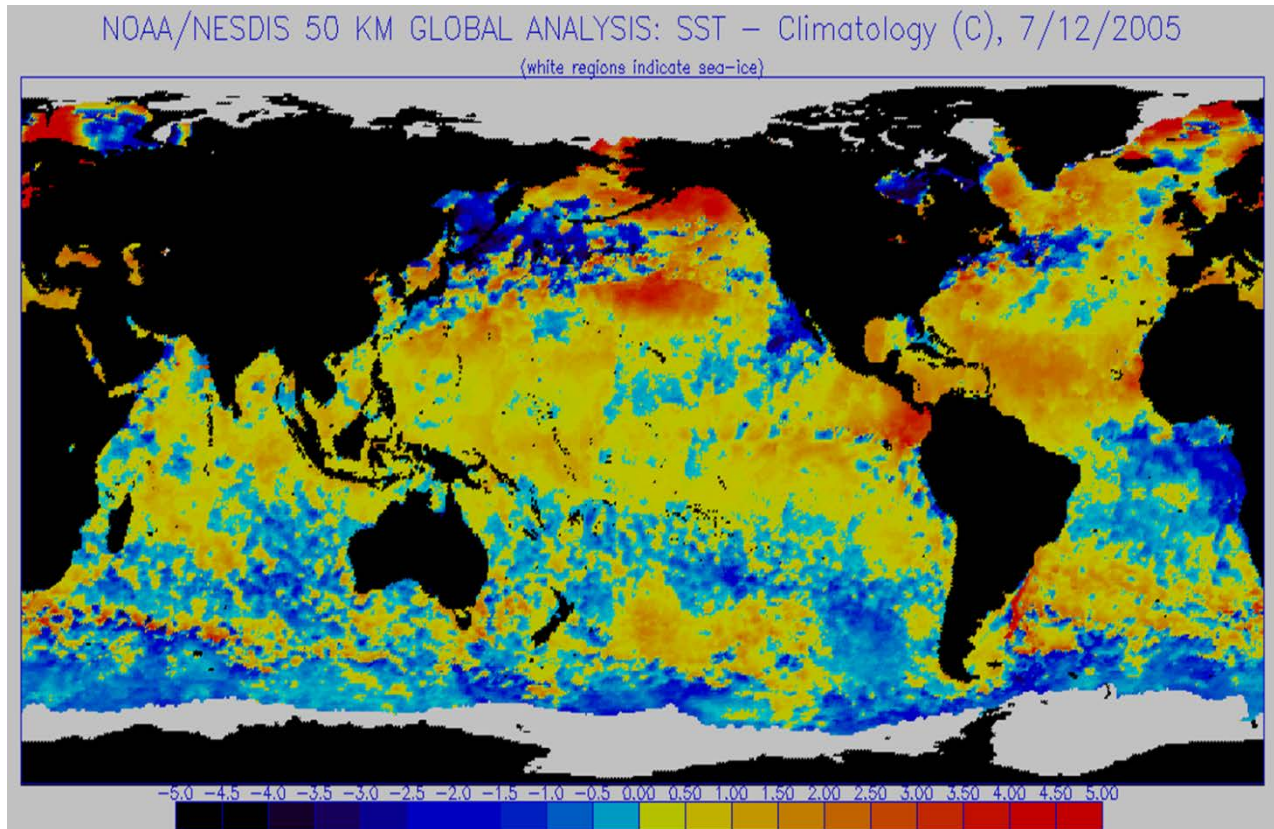 NOAA/NESDIS 50 KM GLOBAL ANALYSIS: SST – Climatology (C), 7/12/2005
(white regions indicate sea-ice)
-5.0 -4.5 -4.0 -3.5 -3.0 -2.5 -2.0 -1.5 -1.0 -0.5 0.00 0.50 1.00 1.50 2.00 2.50 3.00 3.50 4.00 4.50 5.00